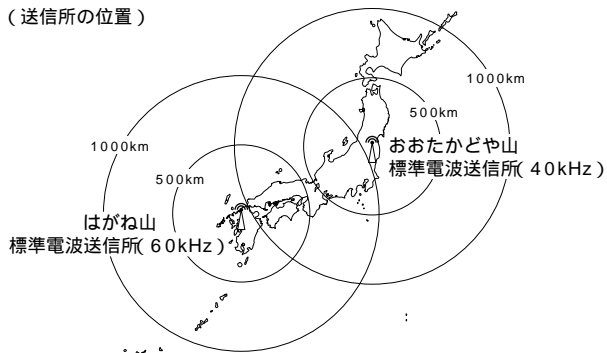 (送信所の位置)
1000km
500km
おおたかどや山
標準電波送信所(40kHz)
1000km
500km
はがね山
標準電波送信所(60kHz)